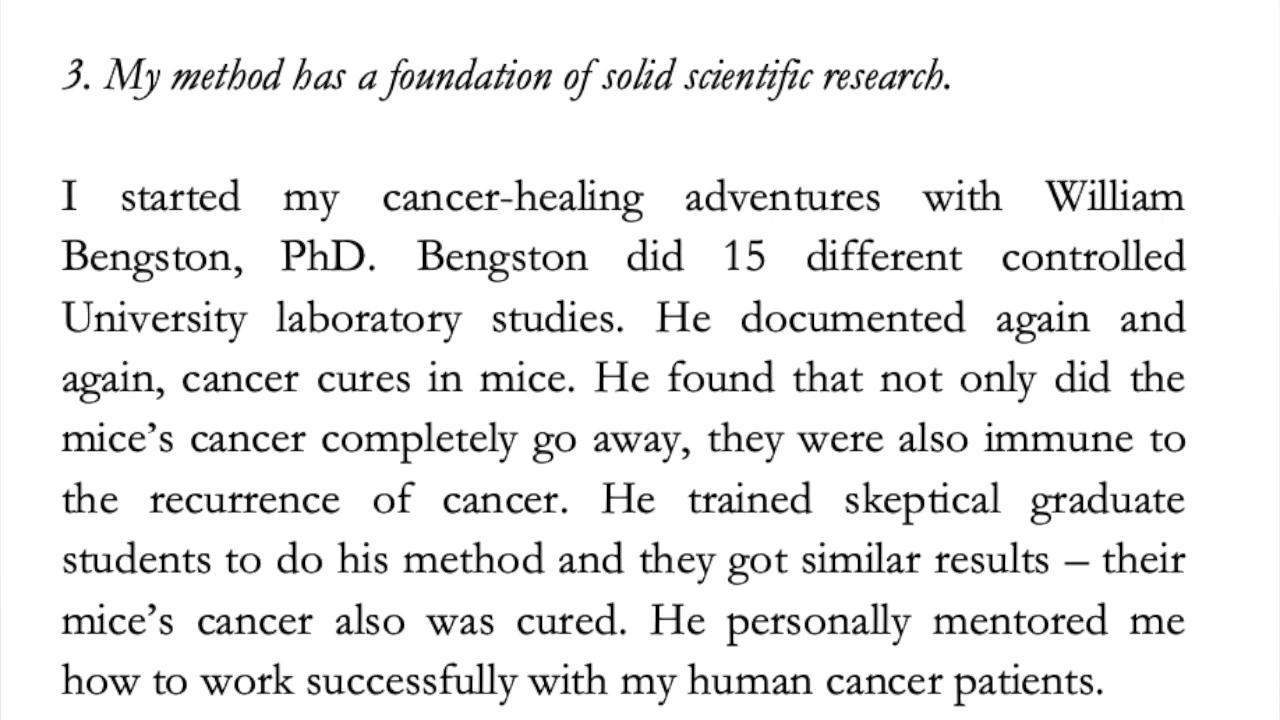 3. My method has a foundation of solid scientific research.
I started my cancer-healing adventures with William
Bengston, PhD. Bengston did 15 different controlled
University laboratory studies. He documented again and
again, cancer cures in mice. He found that not only did the
mice’s cancer completely go away, they were also immune to
the recurrence of cancer. He trained skeptical graduate
students to do his method and they got similar results – their
mice’s cancer also was cured. He personally mentored me
how to work successfully with my human cancer patients.